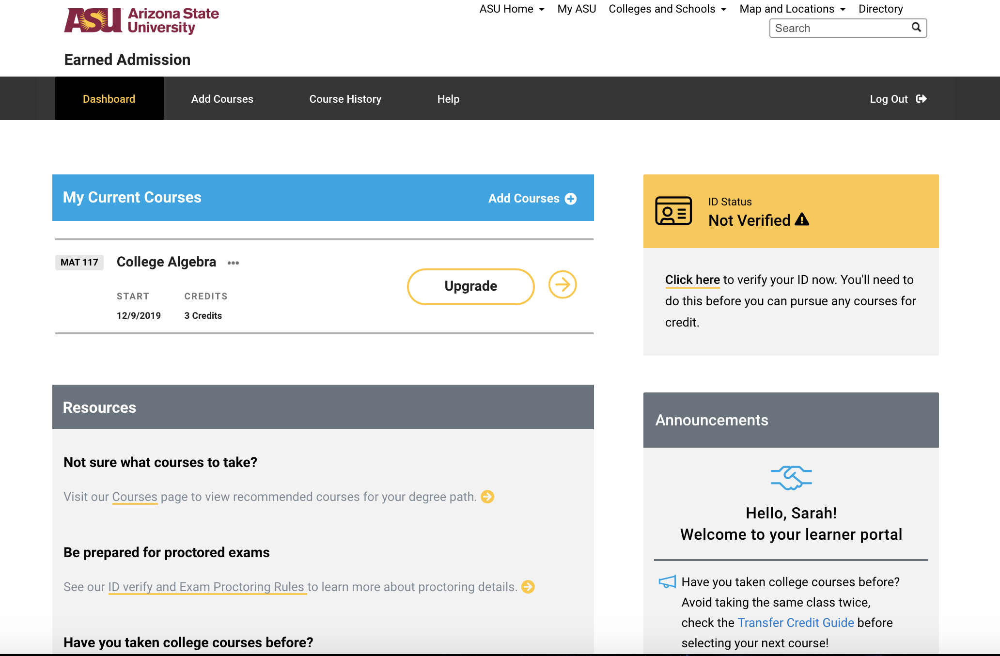 ASU Arizona State
University
ASU Home My ASU Colleges and Schools Map and Locations Directory
Search
Earned Admission
Dashboard Add Courses Course History Help Log Out
My Current Courses Add Courses
MAT 117 College Algebra •••
START CREDITS
12/9/2019 3 Credits
Upgrade
ID Status
Not Verified
Click here to verify your ID now. You'll need to
do this before you can pursue any courses for
credit.
Resources
Not sure what courses to take?
Visit our Courses page to view recommended courses for your degree path.
Be prepared for proctored exams
See our ID verify and Exam Proctoring Rules to learn more about proctoring details.
Have you taken college courses before?
Announcements
Hello, Sarah!
Welcome to your learner portal
Have you taken college courses before?
Avoid taking the same class twice,
check the Transfer Credit Guide before
selecting your next course!